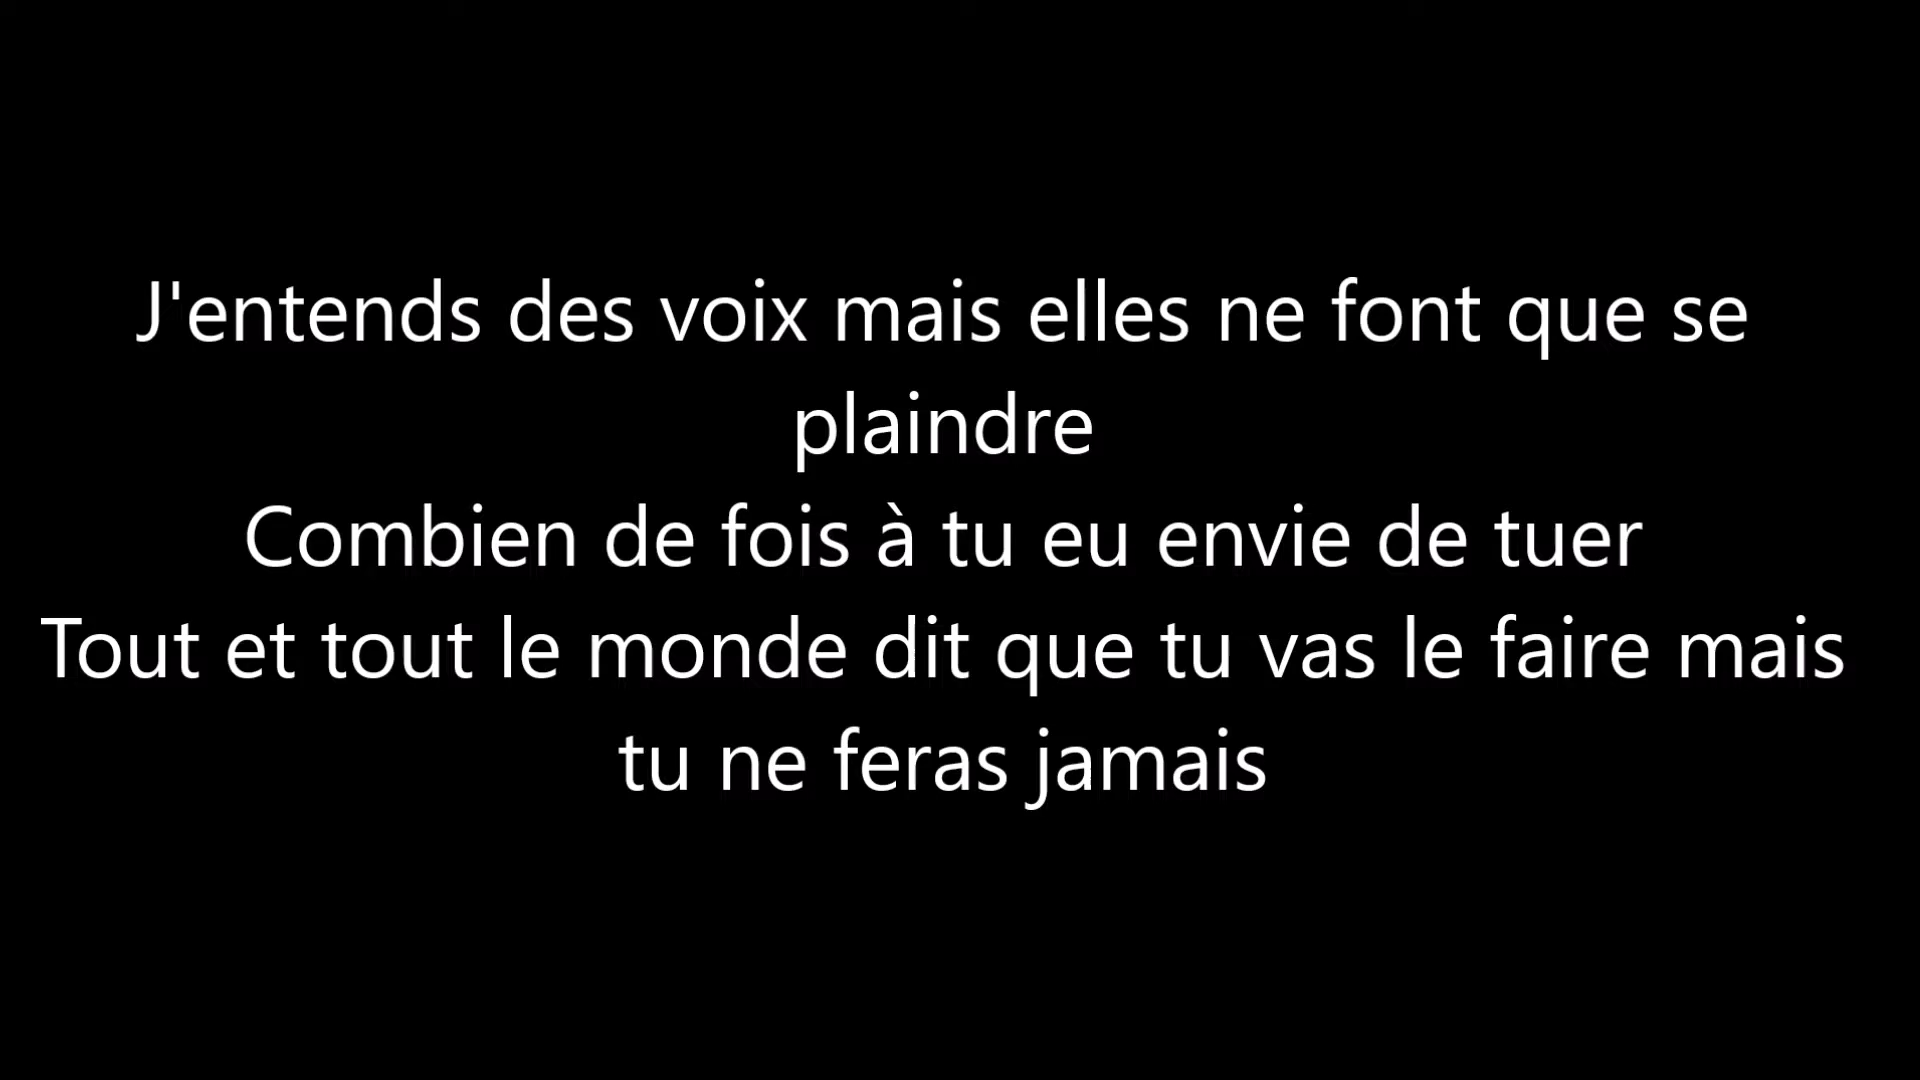 J'entends des voix mais elles ne font que se
plaindre
Combien de fois à tu eu envie de tuer
Tout et tout le monde dit que tu vas le faire mais
tu ne feras jamais